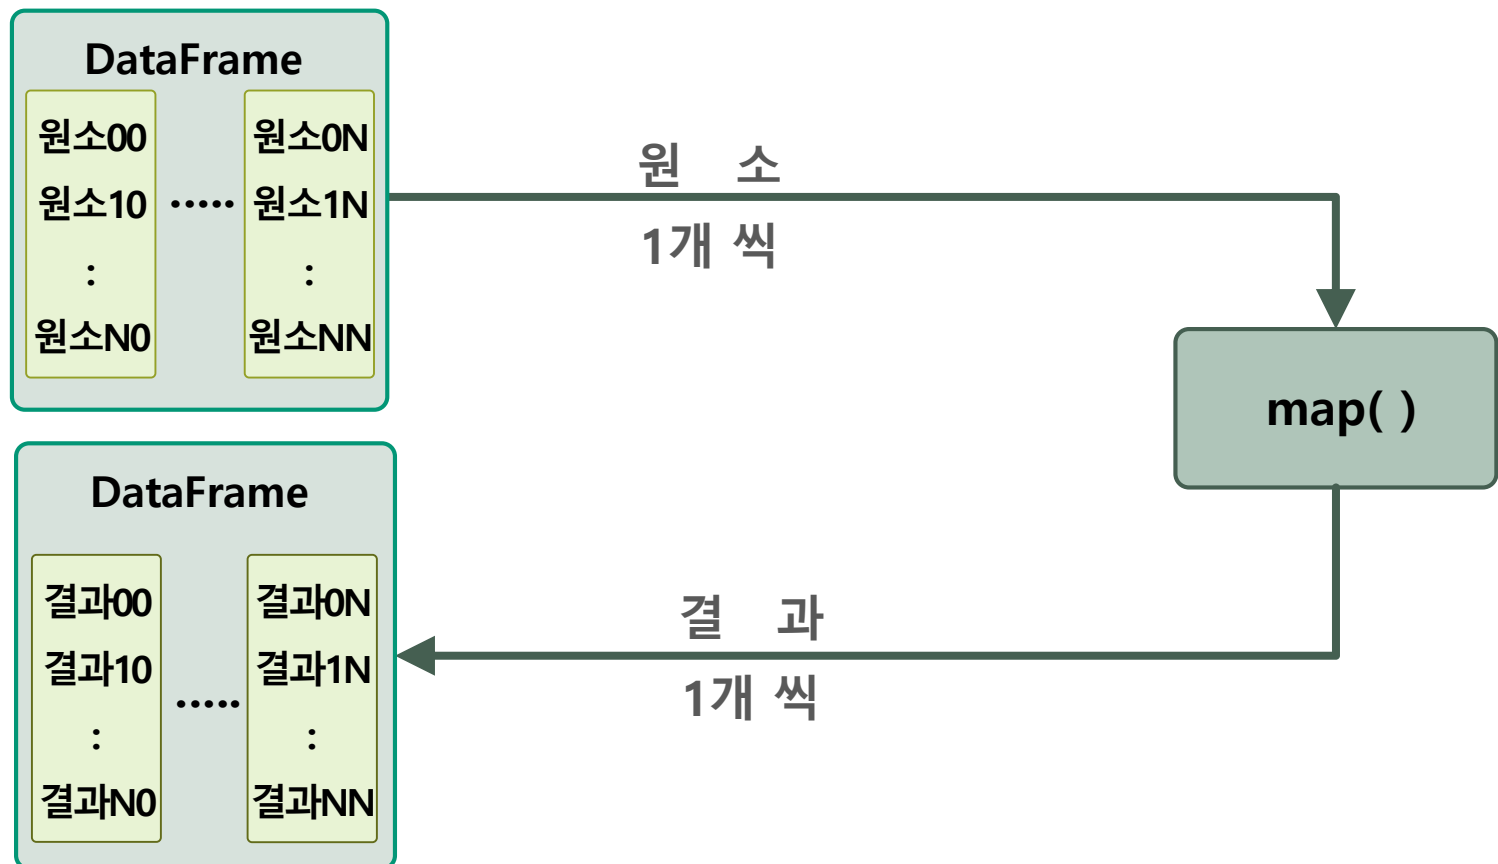 DataFrame
원소00 원소0N
원소10 ····· 원소1N
: :
원소N0 원소NN
원 소
1개 씩
map( )
DataFrame
결과00 결과0N
결과10 결과1N
·····
: :
결과N0 결과NN
결 과
1개 씩